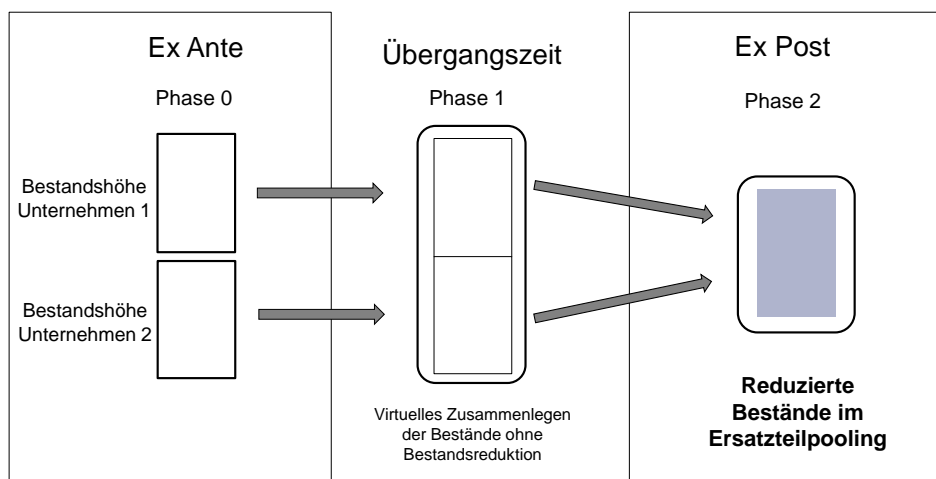 Ex Ante
Phase 0
Bestandshöhe
Unternehmen 1
Bestandshöhe
Unternehmen 2
Übergangszeit
Phase 1
Virtuelles Zusammenlegen
der Bestände ohne
Bestandsreduktion
Ex Post
Phase 2
Reduzierte
Bestände im
Ersatzteilpooling